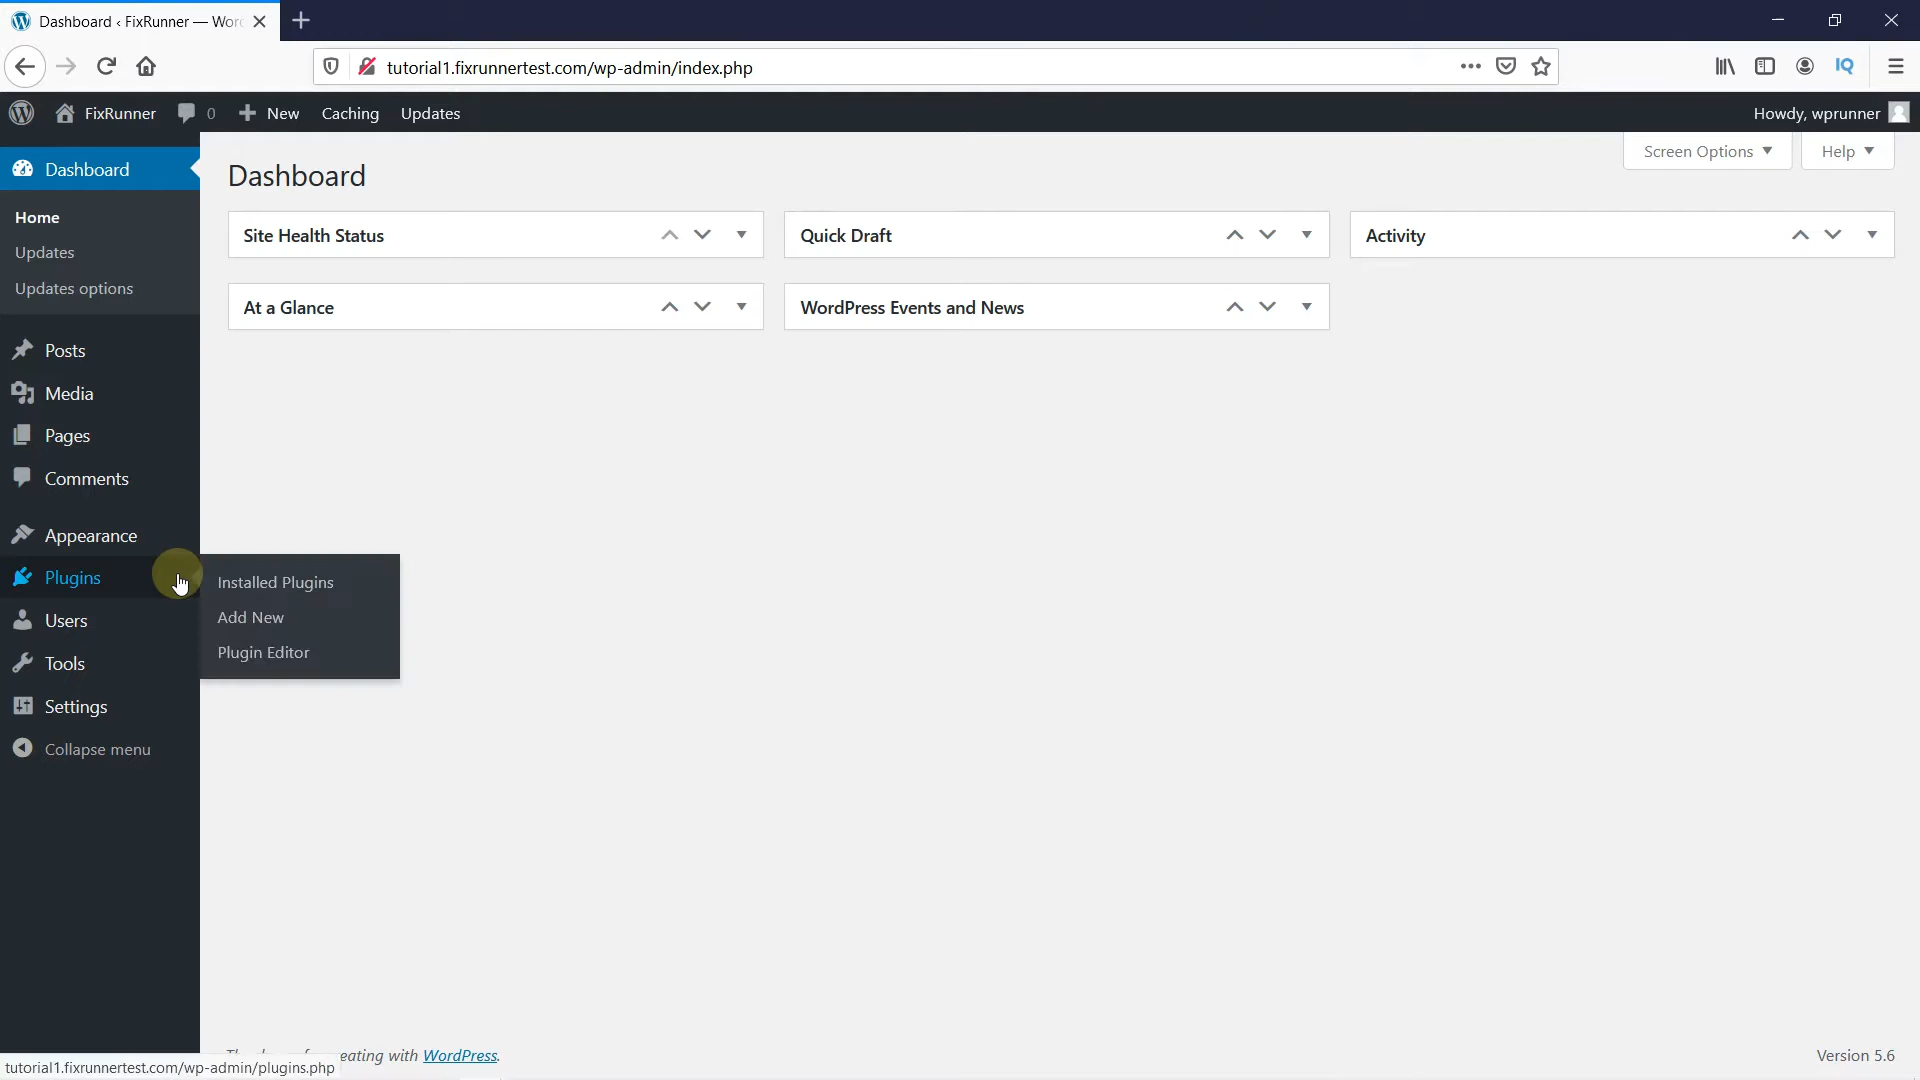 Dashboard ‹ FixRunner — Wor
tutorial1.fixrunnertest.com/wp-admin/index.php
IQ
FixRunner 0 New Caching Updates Howdy, wprunner
Screen Options Help
Dashboard
Dashboard
Home
Updates
Updates options
Posts
Media
Pages
Comments
Appearance
Plugins
Users
Tools
Settings
Collapse menu
Installed Plugins
Add New
Plugin Editor
Site Health Status
Quick Draft
Activity
At a Glance
WordPress Events and News
eating with WordPress.
Version 5.6
tutorial1.fixrunnertest.com/wp-admin/plugins.php